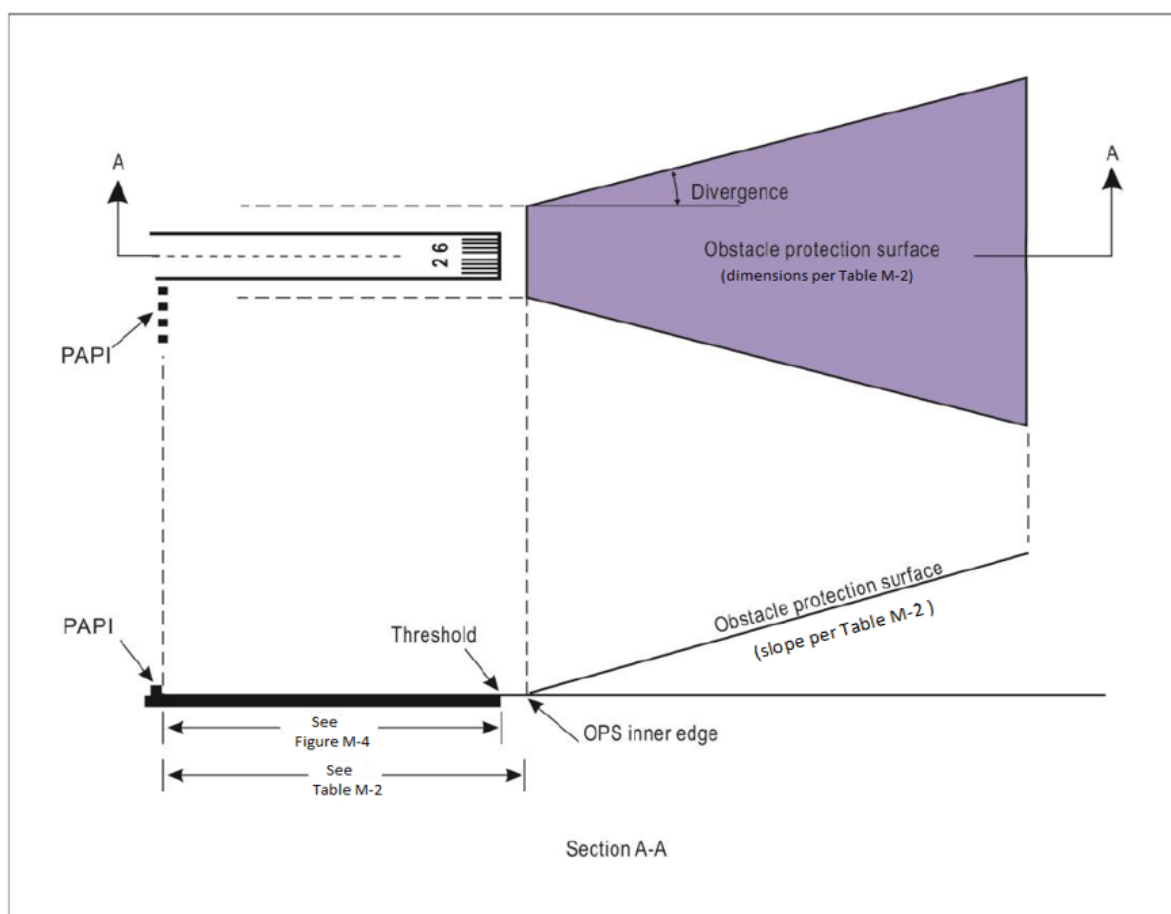 A
A
Divergence
Obstacle protection surface
(dimensions per Table M-2)
26
PAPI
Obstacle protection surface
(slope per Table M-2 )
PAPI
Threshold
See
Figure M-4
OPS inner edge
See
Table M-2
Section A-A